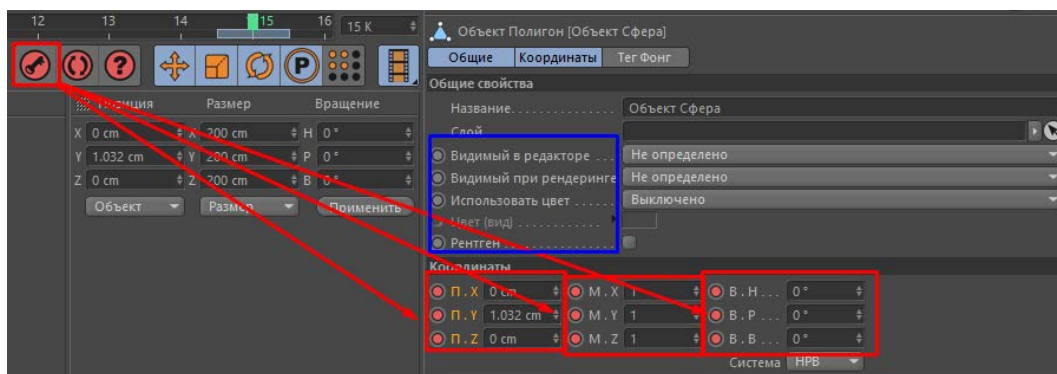 12 13 14 15 16 15 K
Объект Полигон [Объект Сфера]
Общие Координаты Тег Фонг
Общие свойства
Название Объект Сфера
Слой
P
Позиция Размер Вращение
X 0 cm X 200 cm H 0 °
Y 1.032 cm Y 200 cm P 0 °
Z 0 cm Z 200 cm B 0 °
Объект Размер Применить
Видимый в редакторе Не определено
Видимый при рендеринге Не определено
Использовать цвет Выключено
Цвет (вид)
Рентген
Координаты
П . X 0 cm М . X 1 В . H 0 °
П . Y 1.032 cm М . Y 1 В . P 0 °
П . Z 0 cm М . Z 1 В . B 0 °
Система HPB